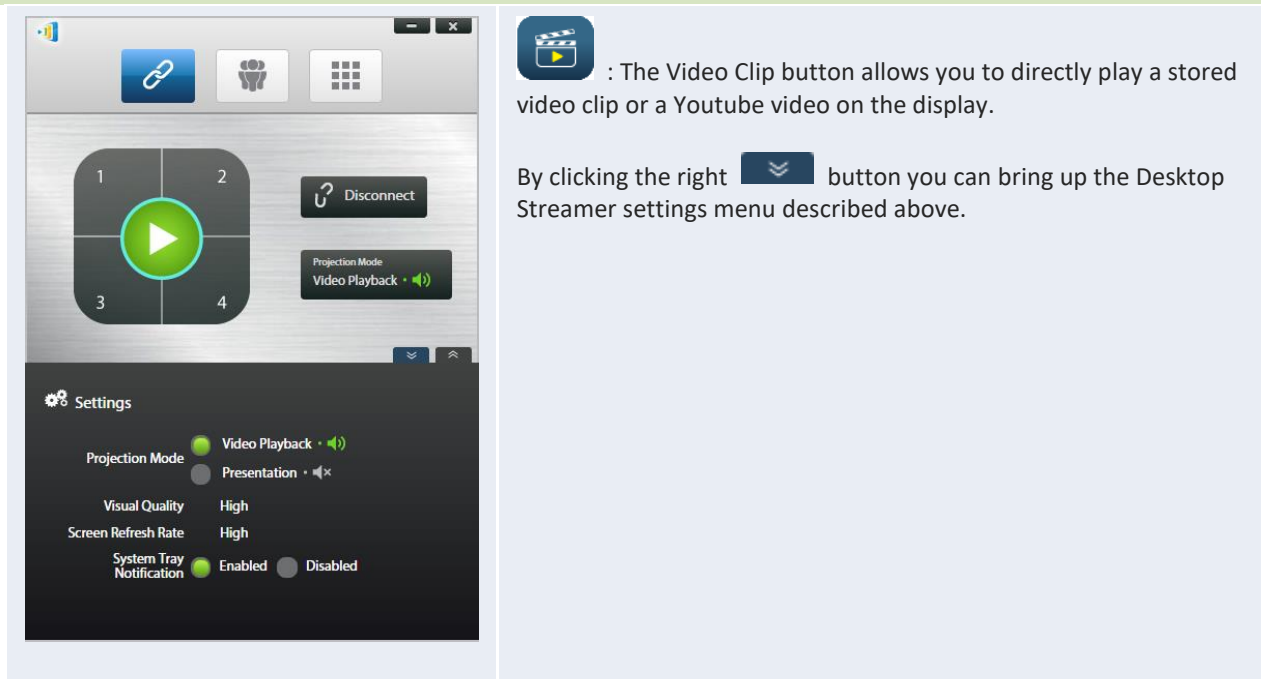 1
2
3
4
Disconnect
Projection Mode
Video Playback
Settings
Projection Mode
Video Playback
Presentation
Visual Quality High
Screen Refresh Rate High
System Tray
Notification
Enabled Disabled
: The Video Clip button allows you to directly play a stored
video clip or a Youtube video on the display.
By clicking the right button you can bring up the Desktop
Streamer settings menu described above.